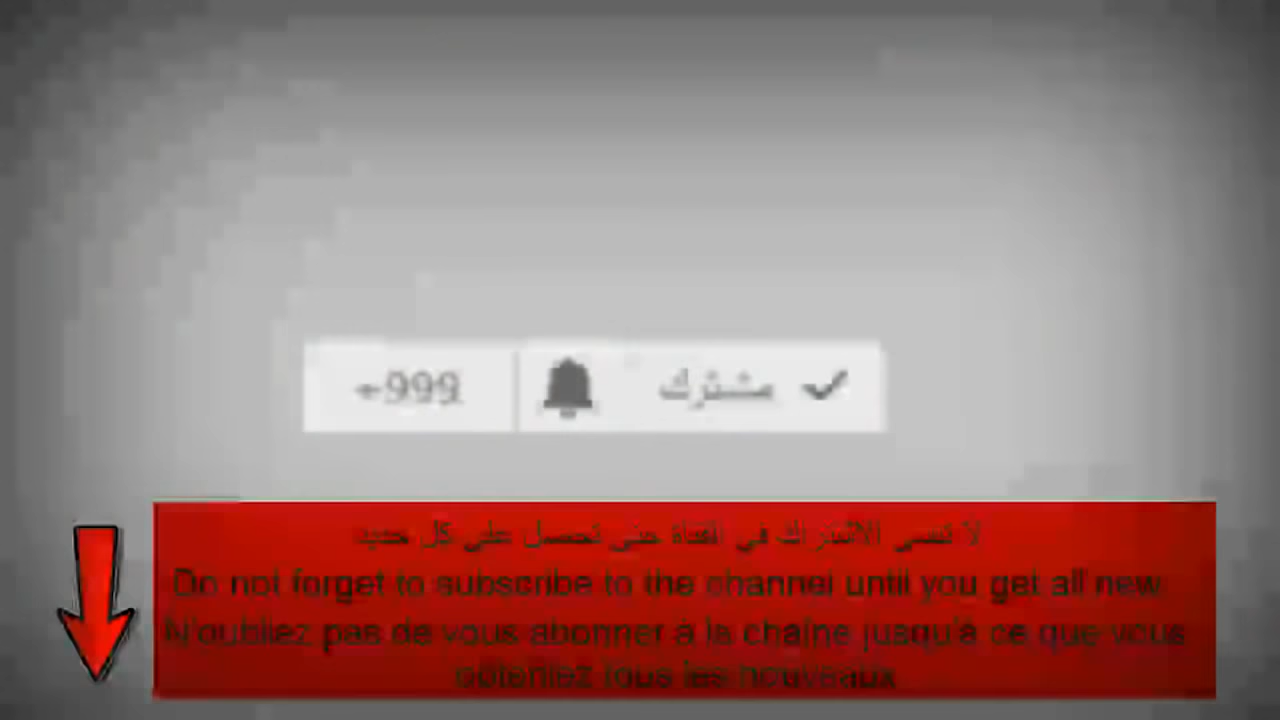 +999 مشترك
لا تنسى الاشتراك في القناة حتى تحصل على كل جديد
Do not forget to subscribe to the channel until you get all new
N'oubliez pas de vous abonner à la chaîne jusqu'à ce que vous
obteniez tous les nouveaux